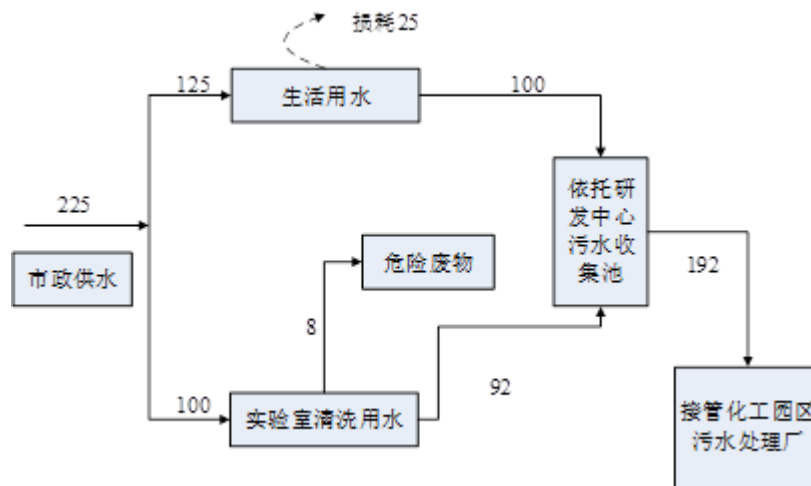 损耗25
125
生活用水
100
225
市政供水
依托研
发中心
污水收
集池
危险废物
192
8
92
100
实验室清洗用水
接管化工园区
污水处理厂